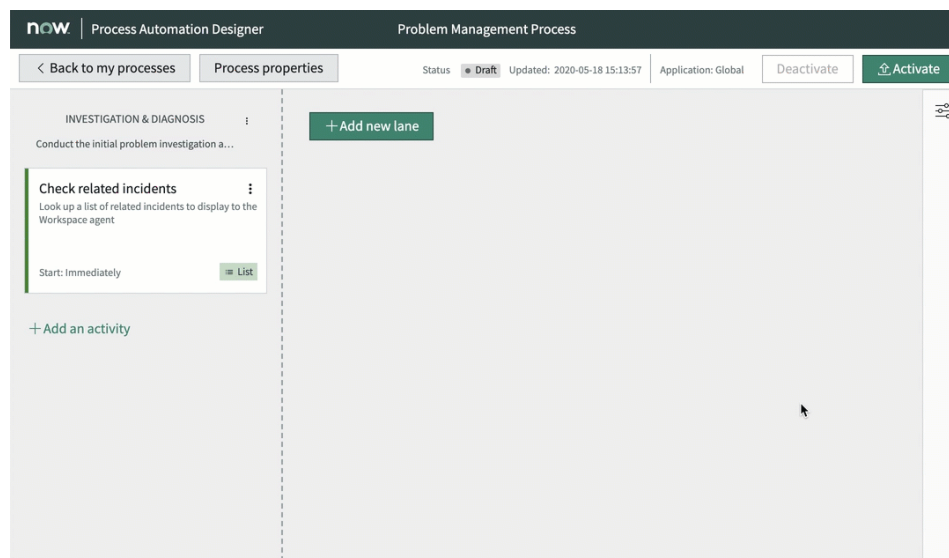 now. Process Automation Designer Problem Management Process
Back to my processes Process properties Status Draft Updated: 2020-05-18 15:13:57 Application: Global Deactivate Activate
INVESTIGATION & DIAGNOSIS
Conduct the initial problem investigation a...
+ Add new lane
Check related incidents
Look up a list of related incidents to display to the
Workspace agent
Start: Immediately List
+ Add an activity